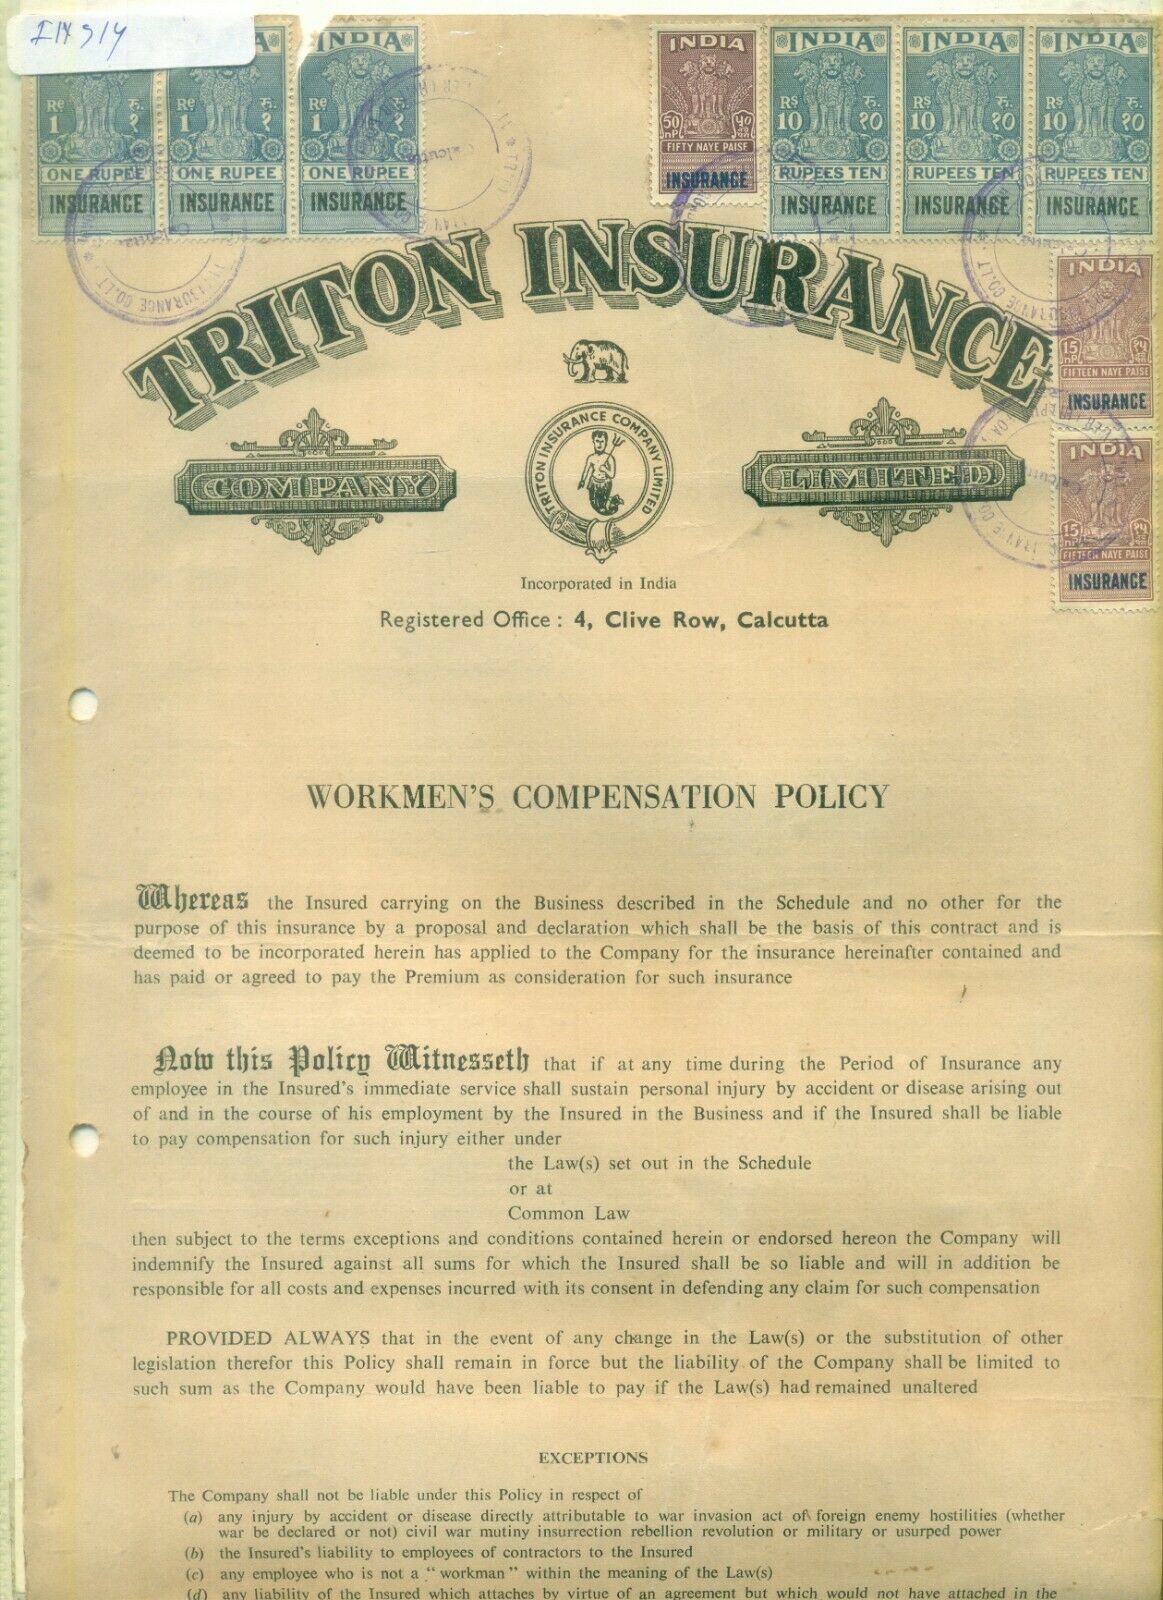 IN 914
INDIA INDIA
Re 1 रु. १ Re 1 रु. १ Re 1 रु. १
ONE RUPEE ONE RUPEE ONE RUPEE
INSURANCE INSURANCE INSURANCE
INDIA
50 nP ५० न.पै.
FIFTY NAYE PAISE
INSURANCE
INDIA INDIA INDIA
Rs 10 रु. १० Rs 10 रु. १० Rs 10 रु. १०
RUPEES TEN RUPEES TEN RUPEES TEN
INSURANCE INSURANCE INSURANCE
INDIA
15 nP १५ न.पै.
FIFTEEN NAYE PAISE
INSURANCE
INDIA
15 nP १५ न.पै.
FIFTEEN NAYE PAISE
INSURANCE
TRITON INSURANCE
COMPANY LIMITED
TRITON INSURANCE COMPANY LIMITED
Incorporated in India
Registered Office : 4, Clive Row, Calcutta
WORKMEN'S COMPENSATION POLICY
Whereas the Insured carrying on the Business described in the Schedule and no other for the
purpose of this insurance by a proposal and declaration which shall be the basis of this contract and is
deemed to be incorporated herein has applied to the Company for the insurance hereinafter contained and
has paid or agreed to pay the Premium as consideration for such insurance
Now this Policy Witnesseth that if at any time during the Period of Insurance any
employee in the Insured's immediate service shall sustain personal injury by accident or disease arising out
of and in the course of his employment by the Insured in the Business and if the Insured shall be liable
to pay compensation for such injury either under
the Law(s) set out in the Schedule
or at
Common Law
then subject to the terms exceptions and conditions contained herein or endorsed hereon the Company will
indemnify the Insured against all sums for which the Insured shall be so liable and will in addition be
responsible for all costs and expenses incurred with its consent in defending any claim for such compensation
PROVIDED ALWAYS that in the event of any change in the Law(s) or the substitution of other
legislation therefor this Policy shall remain in force but the liability of the Company shall be limited to
such sum as the Company would have been liable to pay if the Law(s) had remained unaltered
EXCEPTIONS
The Company shall not be liable under this Policy in respect of
(a) any injury by accident or disease directly attributable to war invasion act of foreign enemy hostilities (whether
war be declared or not) civil war mutiny insurrection rebellion revolution or military or usurped power
(b) the Insured's liability to employees of contractors to the Insured
(c) any employee who is not a " workman " within the meaning of the Law(s)
(d) any liability of the Insured which attaches by virtue of an agreement but which would not have attached in the